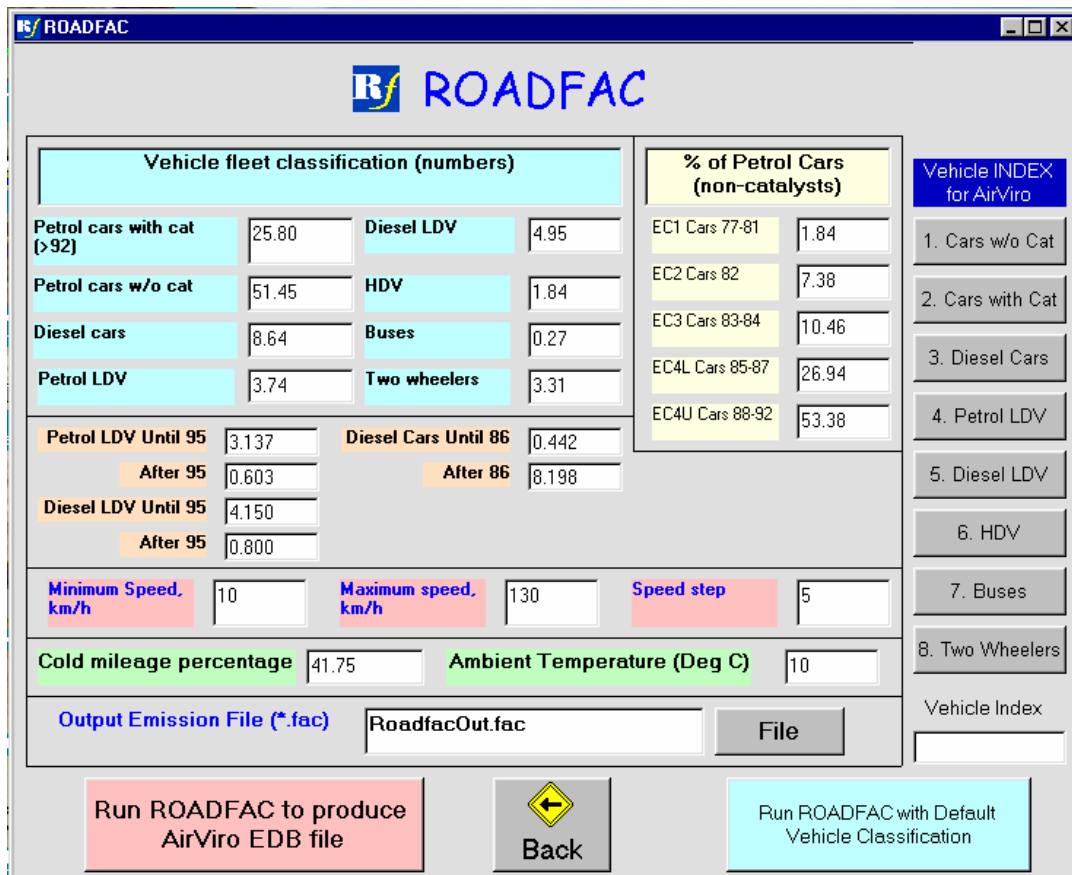 Rf ROADFAC
Rf ROADFAC
Vehicle fleet classification (numbers)
Petrol cars with cat
(>92)
25.80
Diesel LDV
4.95
Petrol cars w/o cat
51.45
HDV
1.84
Diesel cars
8.64
Buses
0.27
Petrol LDV
3.74
Two wheelers
3.31
% of Petrol Cars
(non-catalysts)
EC1 Cars 77-81
1.84
EC2 Cars 82
7.38
EC3 Cars 83-84
10.46
EC4L Cars 85-87
26.94
EC4U Cars 88-92
53.38
Petrol LDV Until 95
3.137
Diesel Cars Until 86
0.442
After 95
0.603
After 86
8.198
Diesel LDV Until 95
4.150
After 95
0.800
Minimum Speed,
km/h
10
Maximum speed,
km/h
130
Speed step
5
Cold mileage percentage
41.75
Ambient Temperature (Deg C)
10
Output Emission File (*.fac)
RoadfacOut.fac
File
Vehicle INDEX
for AirViro
1. Cars w/o Cat
2. Cars with Cat
3. Diesel Cars
4. Petrol LDV
5. Diesel LDV
6. HDV
7. Buses
8. Two Wheelers
Vehicle Index
Run ROADFAC to produce
AirViro EDB file
Back
Run ROADFAC with Default
Vehicle Classification